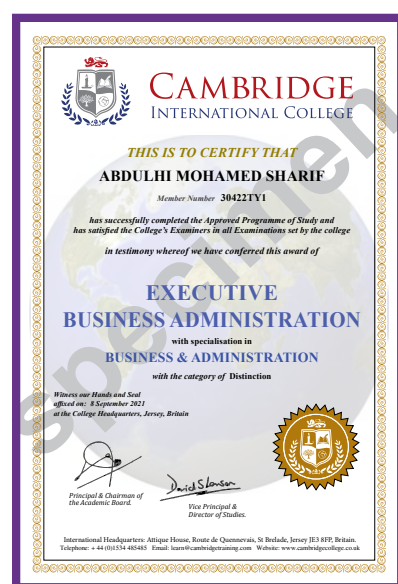 CAMBRIDGE
INTERNATIONAL COLLEGE
THIS IS TO CERTIFY THAT
ABDULHI MOHAMED SHARIF
Member Number 30422TY1
has successfully completed the Approved Programme of Study and
has satisfied the College's Examiners in all Examinations set by the college
in testimony whereof we have conferred this award of
EXECUTIVE
BUSINESS ADMINISTRATION
with specialisation in
BUSINESS & ADMINISTRATION
with the category of Distinction
Witness our Hands and Seal
affixed on: 8 September 2021
at the College Headquarters, Jersey, Britain
David S Lawson
Principal & Chairman of
the Academic Board.
Vice Principal &
Director of Studies.
International Headquarters: Attique House, Route de Quennevais, St Brelade, Jersey JE3 8FP, Britain.
Telephone: + 44 (0)1534 485485 Email: learn@cambridgetraining.com Website: www.cambridgecollege.co.uk
specimen